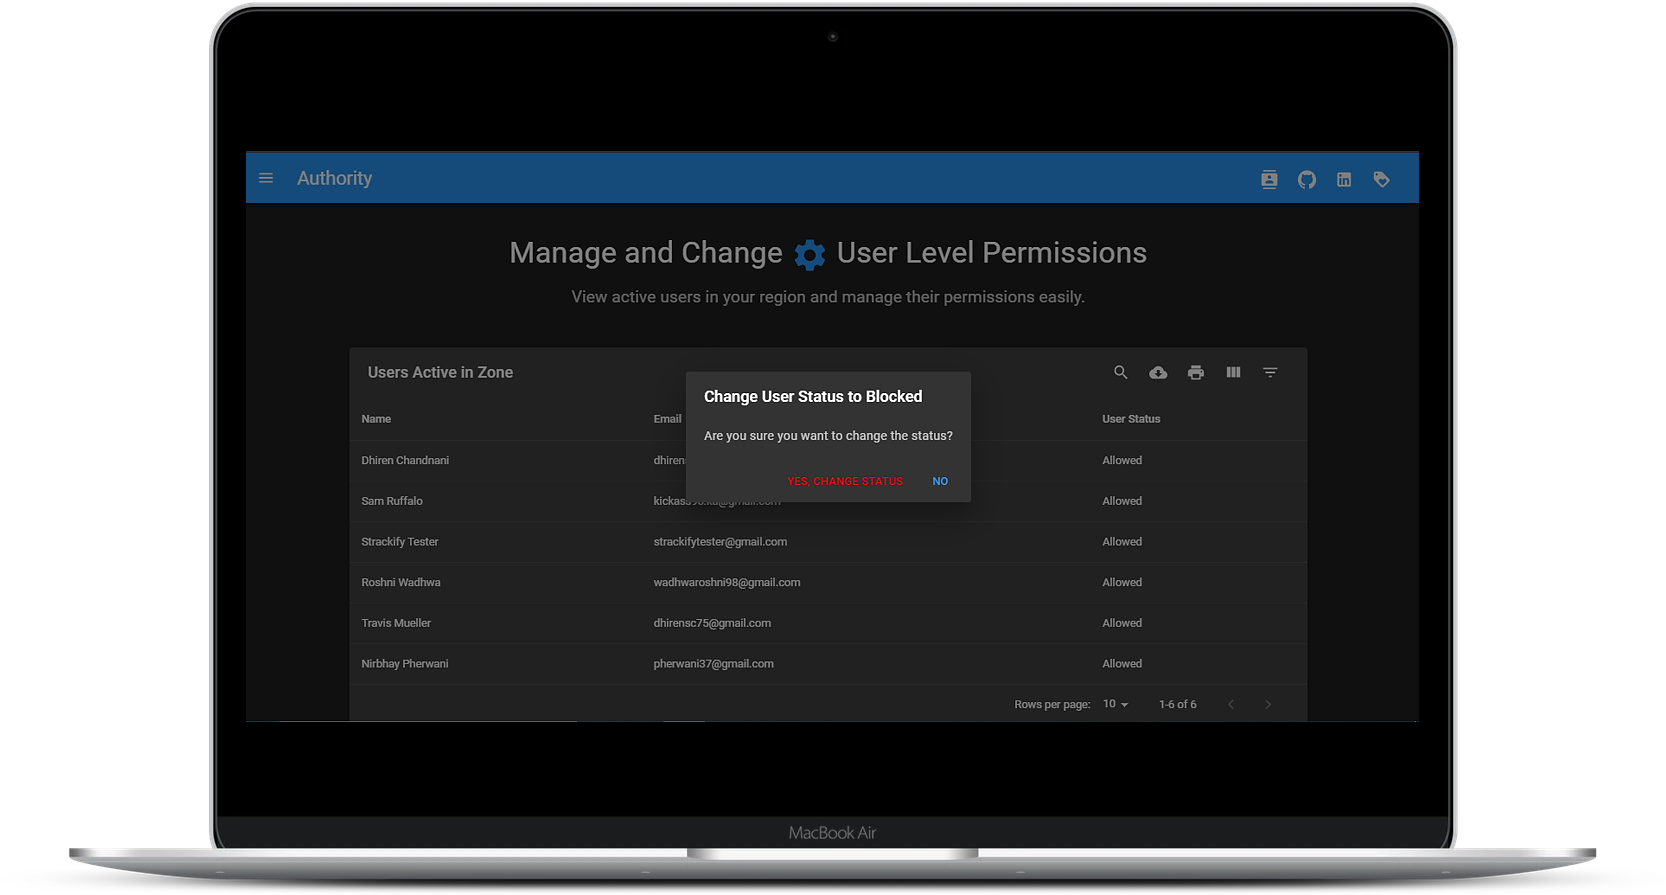 Authority
Manage and Change User Level Permissions
View active users in your region and manage their permissions easily.
Users Active in Zone
Change User Status to Blocked
Are you sure you want to change the status?
YES, CHANGE STATUS NO
Name Email User Status
Dhiren Chandnani Allowed
Sam Ruffalo Allowed
Strackify Tester strackifytester@gmail.com Allowed
Roshni Wadhwa wadhwaroshni98@gmail.com Allowed
Travis Mueller dhirensc75@gmail.com Allowed
Nirbhay Pherwani pherwani37@gmail.com Allowed
Rows per page: 10 1-6 of 6
MacBook Air